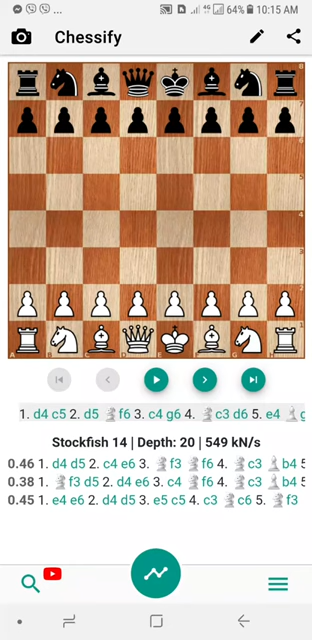 ... 4G 64% 10:15 AM
Chessify
8
7
6
5
4
3
2
A B C D E F G H 1
1. d4 c5 2. d5 f6 3. c4 g6 4. c3 d6 5. e4 g
Stockfish 14 | Depth: 20 | 549 kN/s
0.46 1. d4 d5 2. c4 e6 3. f3 f6 4. c3 b4 5
0.38 1. f3 d5 2. d4 e6 3. c4 f6 4. c3 b4 5
0.45 1. e4 e6 2. d4 d5 3. e5 c5 4. c3 c6 5. f3